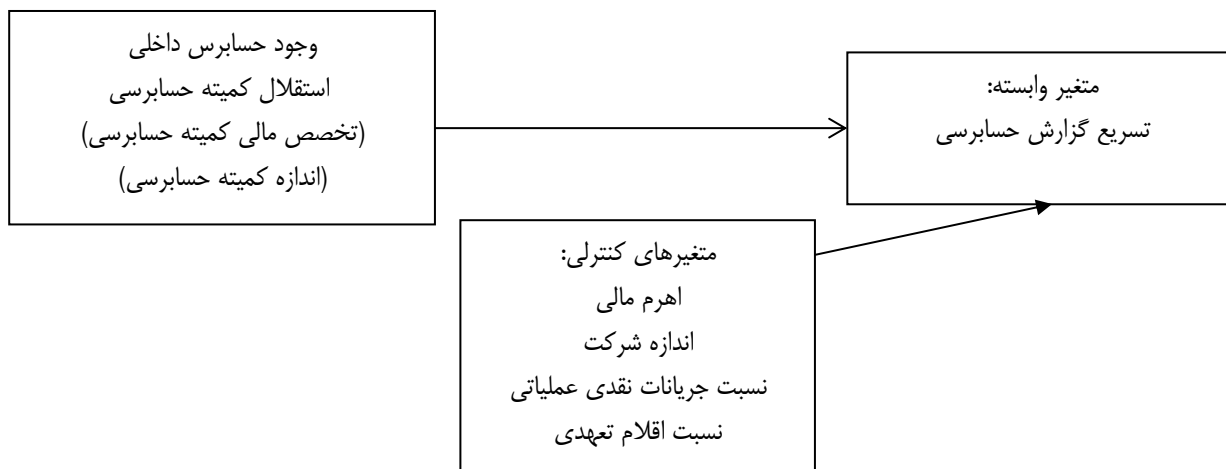 وجود حسابرس داخلی
استقلال کمیته حسابرسی
(تخصص مالی کمیته حسابرسی)
(اندازه کمیته حسابرسی)
متغیر وابسته:
تسریع گزارش حسابرسی
متغیرهای کنترلی:
اهرم مالی
اندازه شرکت
نسبت جریانات نقدی عملیاتی
نسبت اقلام تعهدی